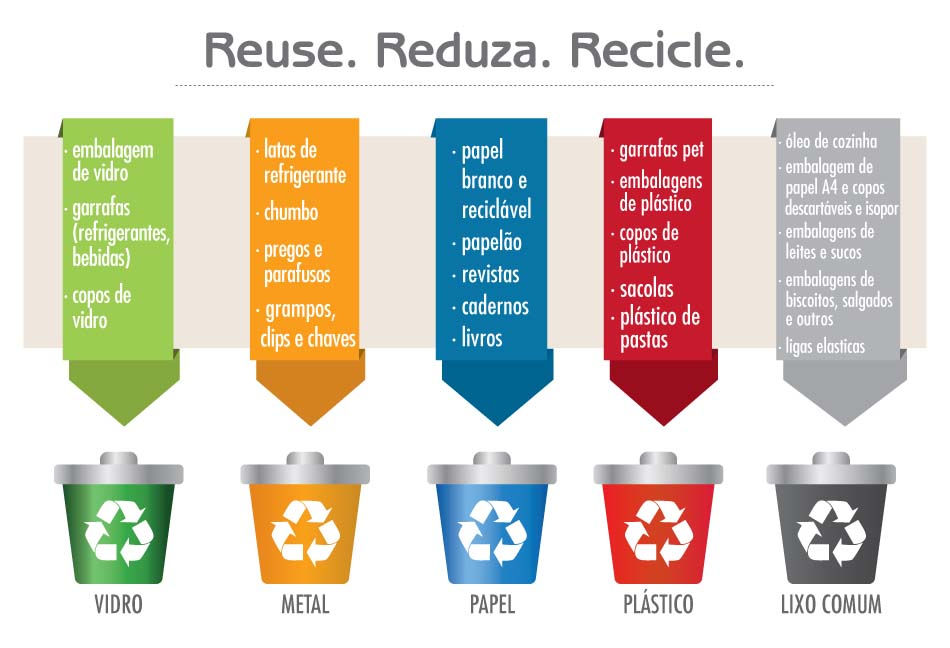 Reuse. Reduza. Recicle.
· embalagem
de vidro
· garrafas
(refrigerantes,
bebidas)
· copos de
vidro
· latas de
refrigerante
· chumbo
· pregos e
parafusos
· grampos,
clips e chaves
· papel
branco e
reciclável
· papelão
· revistas
· cadernos
· livros
· garrafas pet
· embalagens
de plástico
· copos de
plástico
· sacolas
· plástico de
pastas
· óleo de cozinha
· embalagem de
papel A4 e copos
descartáveis e isopor
· embalagens de
leites e sucos
· embalagens de
biscoitos, salgados
e outros
· ligas elasticas
VIDRO
METAL
PAPEL
PLÁSTICO
LIXO COMUM